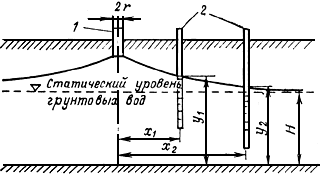 2r
1
2
Статический уровень
грунтовых вод
x₁
x₂
y₁
y₂
H